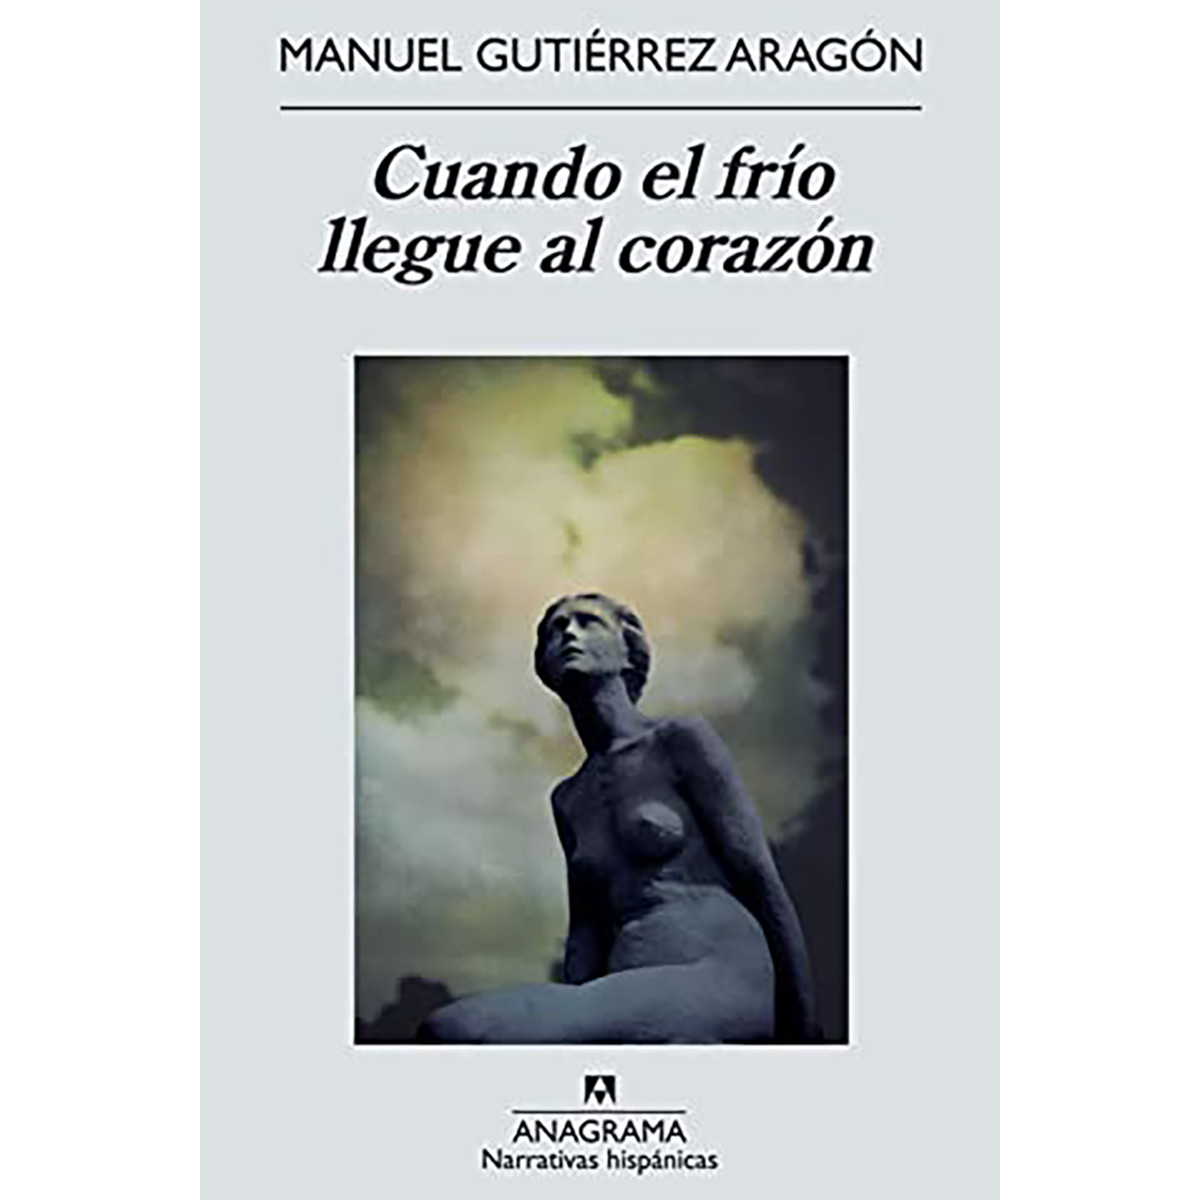 MANUEL GUTIÉRREZ ARAGÓN
Cuando el frío
llegue al corazón
ANAGRAMA
Narrativas hispánicas